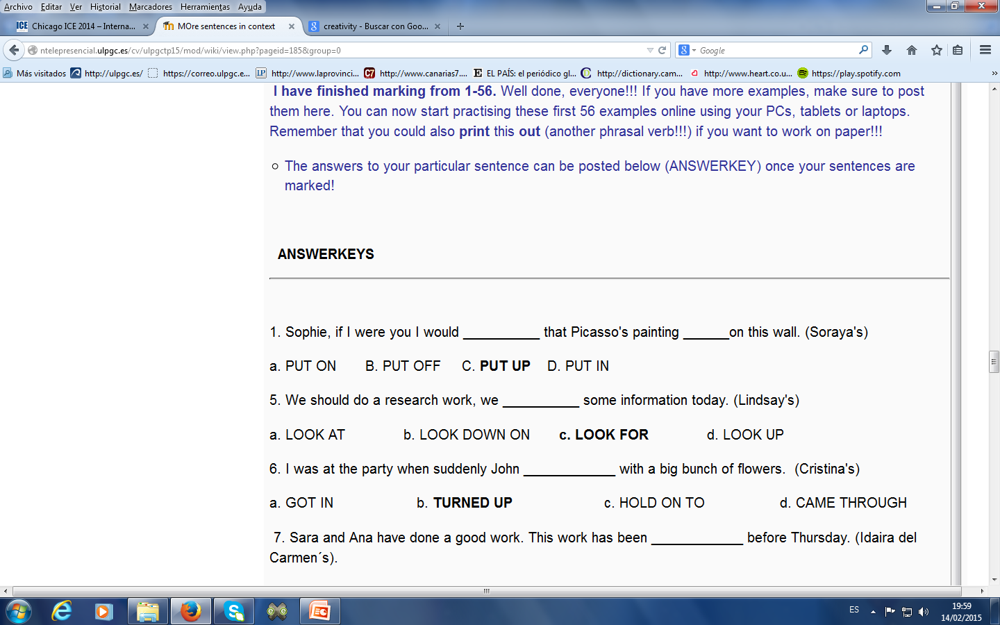 Archivo Editar Ver Historial Marcadores Herramientas Ayuda
ICE Chicago ICE 2014 – Interna... MOre sentences in context creativity - Buscar con Goo...
ntelepresencial.ulpgc.es/cv/ulpgctp15/mod/wiki/view.php?pageid=185&group=0 Google
Más visitados http://ulpgc.es/ https://correo.ulpgc.e... LP http://www.laprovinci... C7 http://www.canarias7.... E EL PAÍS: el periódico gl... http://dictionary.cam... http://www.heart.co.u... https://play.spotify.com »
I have finished marking from 1-56. Well done, everyone!!! If you have more examples, make sure to post
them here. You can now start practising these first 56 examples online using your PCs, tablets or laptops.
Remember that you could also print this out (another phrasal verb!!!) if you want to work on paper!!!
The answers to your particular sentence can be posted below (ANSWERKEY) once your sentences are
marked!
ANSWERKEYS
1. Sophie, if I were you I would __________ that Picasso's painting ______on this wall. (Soraya's)
a. PUT ON B. PUT OFF C. PUT UP D. PUT IN
5. We should do a research work, we __________ some information today. (Lindsay's)
a. LOOK AT b. LOOK DOWN ON c. LOOK FOR d. LOOK UP
6. I was at the party when suddenly John ____________ with a big bunch of flowers. (Cristina's)
a. GOT IN b. TURNED UP c. HOLD ON TO d. CAME THROUGH
7. Sara and Ana have done a good work. This work has been ____________ before Thursday. (Idaira del
Carmen´s).
ES 19:59
14/02/2015